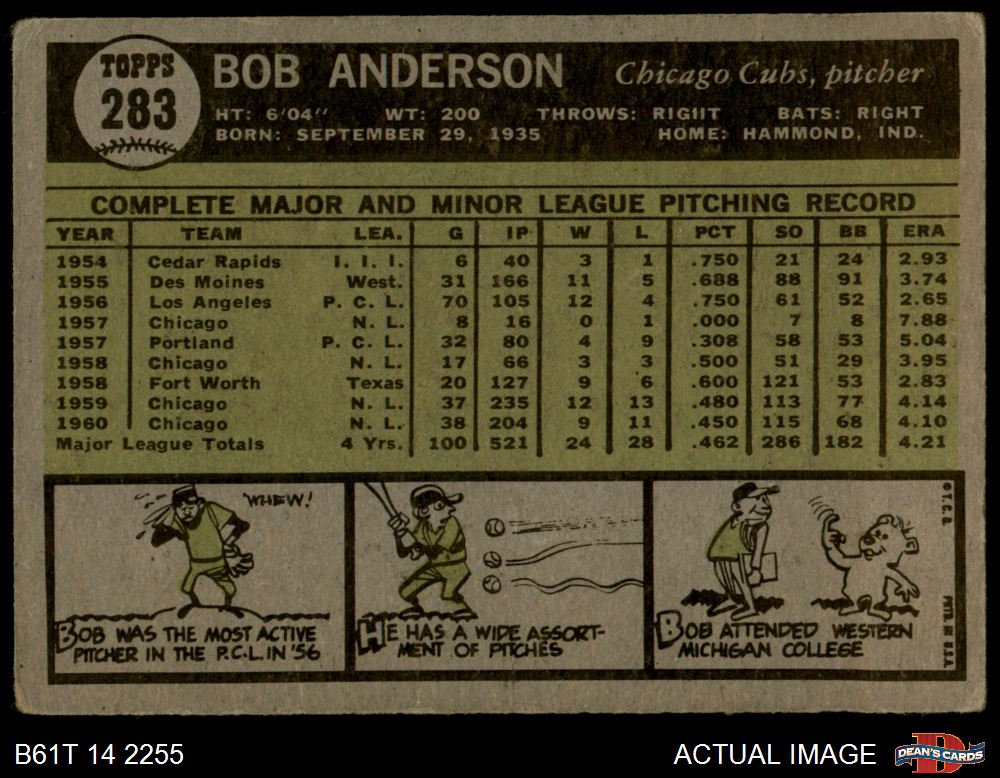 TOPPS
283
BOB ANDERSON Chicago Cubs, pitcher
HT: 6'04" WT: 200 THROWS: RIGHT BATS: RIGHT
BORN: SEPTEMBER 29, 1935 HOME: HAMMOND, IND.
COMPLETE MAJOR AND MINOR LEAGUE PITCHING RECORD
YEAR TEAM LEA. G IP W L PCT SO BB ERA
1954 Cedar Rapids I. I. I. 6 40 3 1 .750 21 24 2.93
1955 Des Moines West. 31 166 11 5 .688 88 91 3.74
1956 Los Angeles P. C. L. 70 105 12 4 .750 61 52 2.65
1957 Chicago N. L. 8 16 0 1 .000 7 8 7.88
1957 Portland P. C. L. 32 80 4 9 .308 58 53 5.04
1958 Chicago N. L. 17 66 3 3 .500 51 29 3.95
1958 Fort Worth Texas 20 127 9 6 .600 121 53 2.83
1959 Chicago N. L. 37 235 12 13 .480 113 77 4.14
1960 Chicago N. L. 38 204 9 11 .450 115 68 4.10
Major League Totals 4 Yrs. 100 521 24 28 .462 286 182 4.21
'WHEW!
BOB WAS THE MOST ACTIVE
PITCHER IN THE P.C.L. IN '56
HE HAS A WIDE ASSORT-
MENT OF PITCHES
BOB ATTENDED WESTERN
MICHIGAN COLLEGE
© T. C. G.
PRTD. IN U.S.A.
B61T 14 2255 ACTUAL IMAGE
DEAN'S CARDS